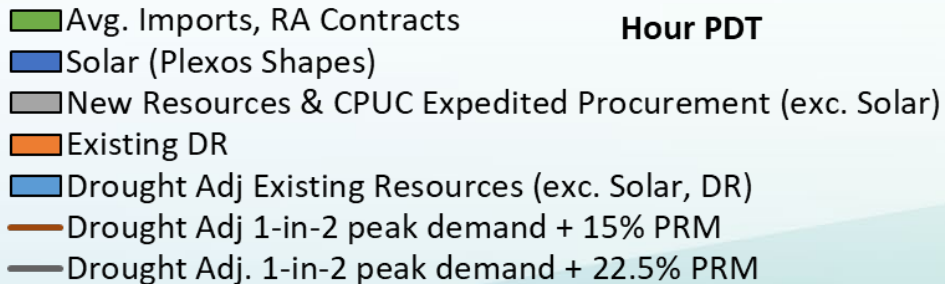 Avg. Imports, RA Contracts
Hour PDT
Solar (Plexos Shapes)
New Resources & CPUC Expedited Procurement (exc. Solar)
Existing DR
Drought Adj Existing Resources (exc. Solar, DR)
Drought Adj 1-in-2 peak demand + 15% PRM
Drought Adj. 1-in-2 peak demand + 22.5% PRM